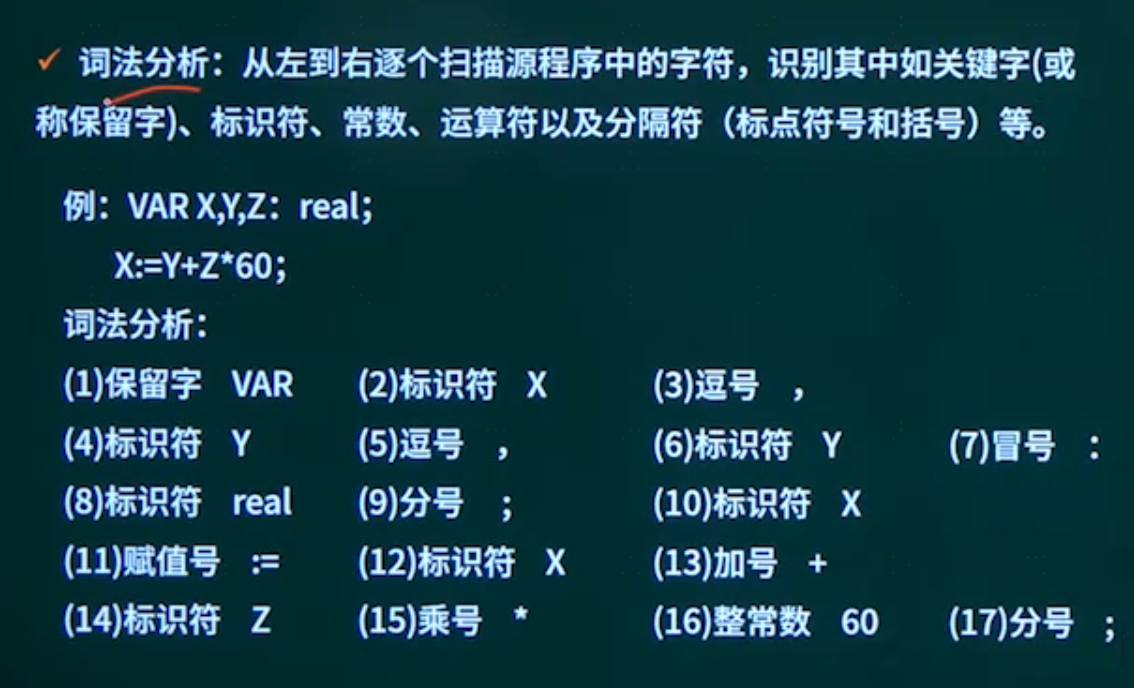 ✓ 词法分析：从左到右逐个扫描源程序中的字符，识别其中如关键字(或
称保留字)、标识符、常数、运算符以及分隔符（标点符号和括号）等。
例：VAR X,Y,Z：real；
X:=Y+Z*60；
词法分析：
(1)保留字 VAR (2)标识符 X (3)逗号 ，
(4)标识符 Y (5)逗号 ， (6)标识符 Y (7)冒号 ：
(8)标识符 real (9)分号 ； (10)标识符 X
(11)赋值号 := (12)标识符 X (13)加号 +
(14)标识符 Z (15)乘号 * (16)整常数 60 (17)分号 ；